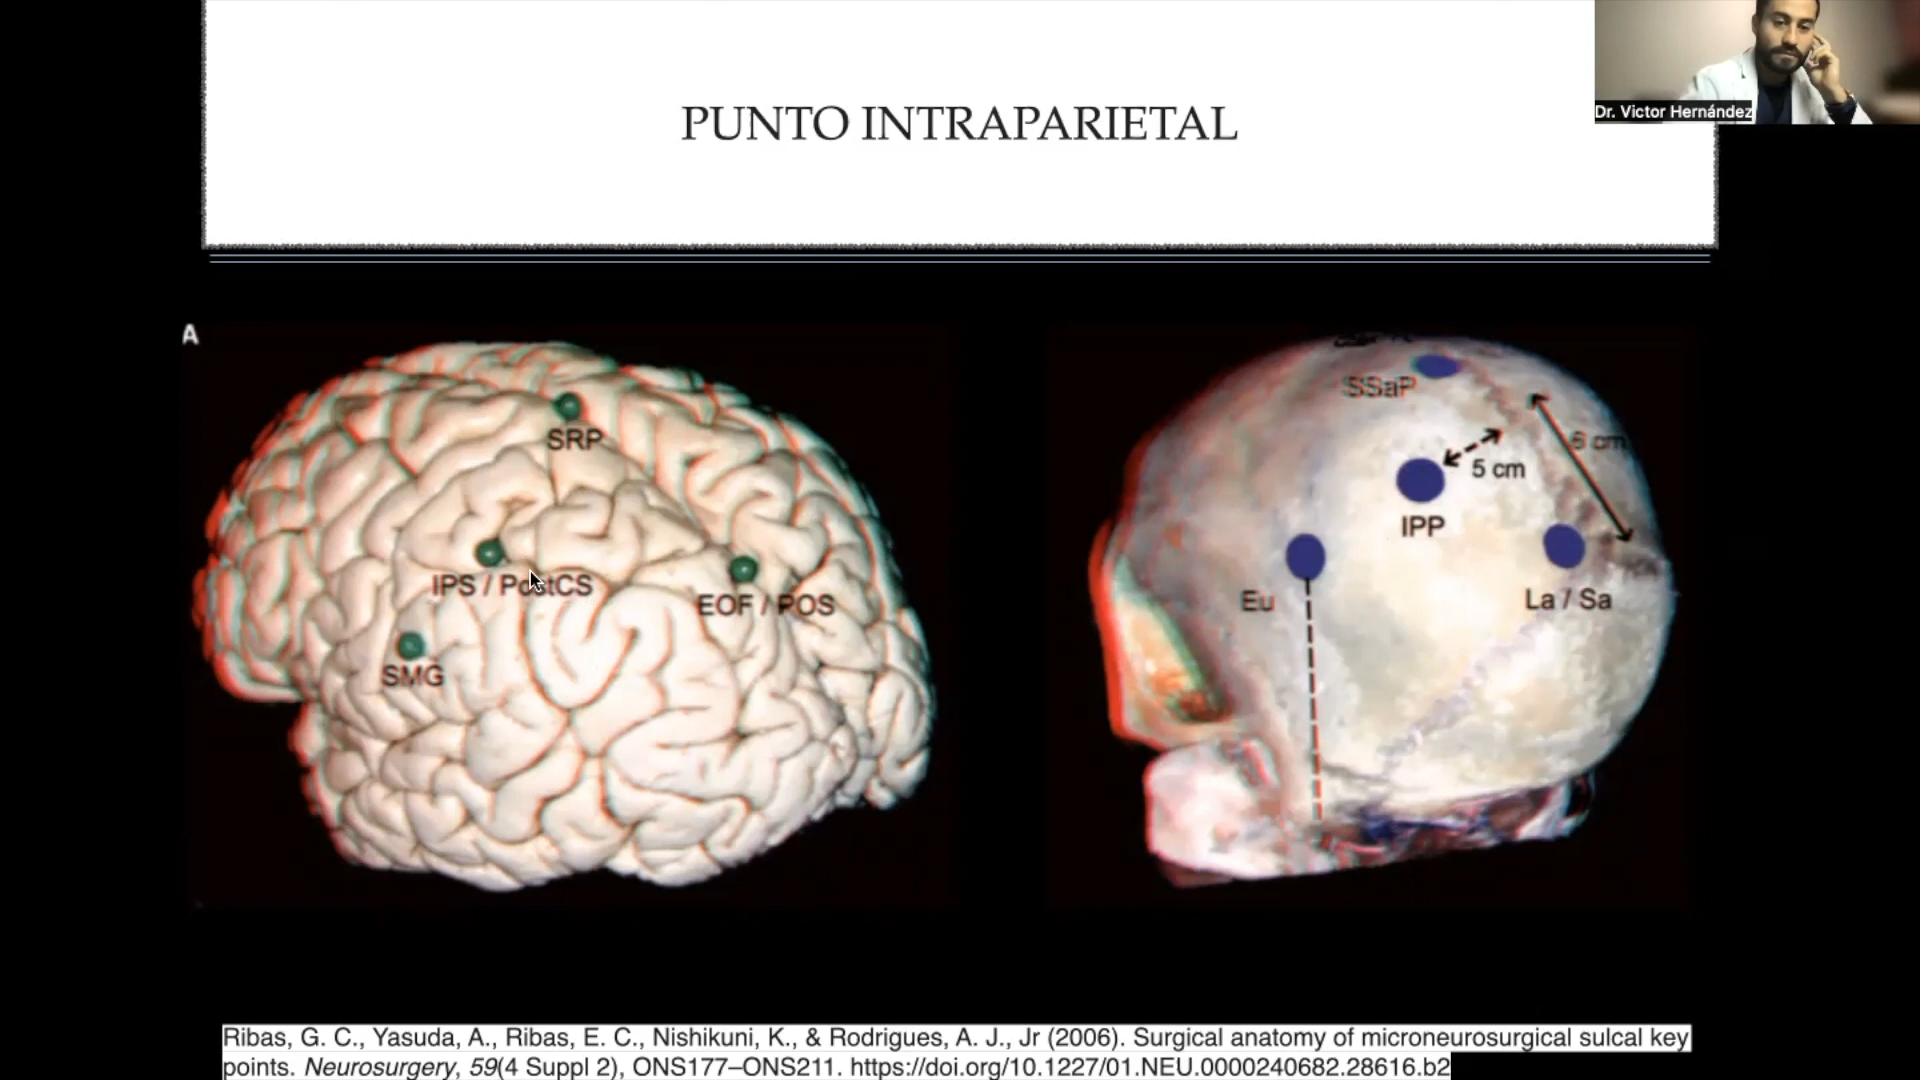 Dr. Victor Hernández
PUNTO INTRAPARIETAL
A
SRP
IPS / PostCS
EOF / POS
SMG
SSaP
6 cm
5 cm
IPP
Eu
La / Sa
Ribas, G. C., Yasuda, A., Ribas, E. C., Nishikuni, K., & Rodrigues, A. J., Jr (2006). Surgical anatomy of microneurosurgical sulcal key
points. Neurosurgery, 59(4 Suppl 2), ONS177–ONS211. https://doi.org/10.1227/01.NEU.0000240682.28616.b2